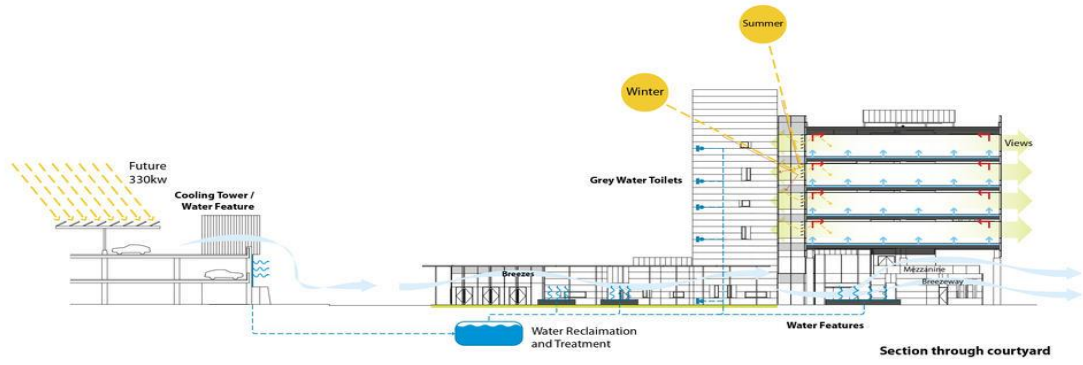 Summer
Winter
Views
Future
330kw
Cooling Tower /
Water Feature
Grey Water Toilets
Mezzanine
Breezes
Breezeway
Water Reclaimation
and Treatment
Water Features
Section through courtyard